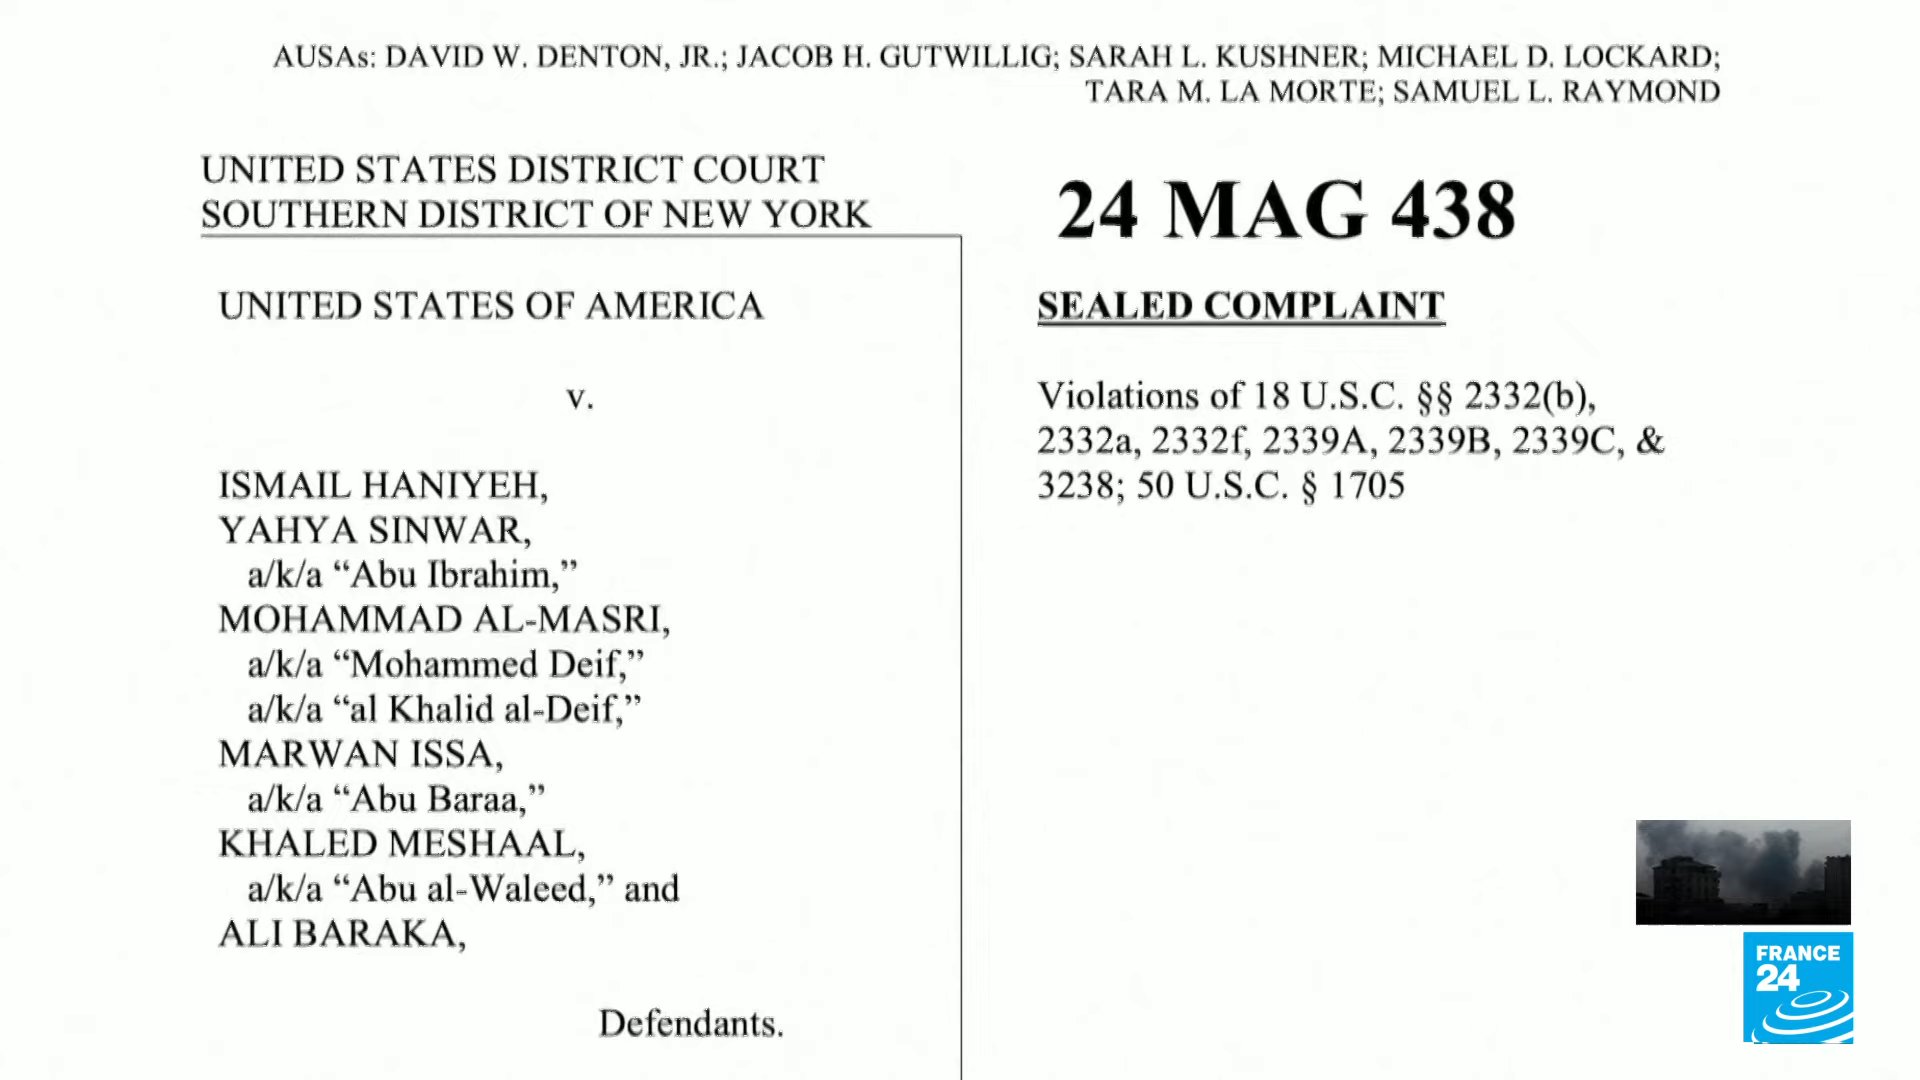 AUSAs: DAVID W. DENTON, JR.; JACOB H. GUTWILLIG; SARAH L. KUSHNER; MICHAEL D. LOCKARD;
TARA M. LA MORTE; SAMUEL L. RAYMOND
UNITED STATES DISTRICT COURT
SOUTHERN DISTRICT OF NEW YORK
UNITED STATES OF AMERICA
v.
ISMAIL HANIYEH,
YAHYA SINWAR,
a/k/a “Abu Ibrahim,”
MOHAMMAD AL-MASRI,
a/k/a “Mohammed Deif,”
a/k/a “al Khalid al-Deif,”
MARWAN ISSA,
a/k/a “Abu Baraa,”
KHALED MESHAAL,
a/k/a “Abu al-Waleed,” and
ALI BARAKA,
Defendants.
24 MAG 438
SEALED COMPLAINT
Violations of 18 U.S.C. §§ 2332(b),
2332a, 2332f, 2339A, 2339B, 2339C, &
3238; 50 U.S.C. § 1705
FRANCE
24